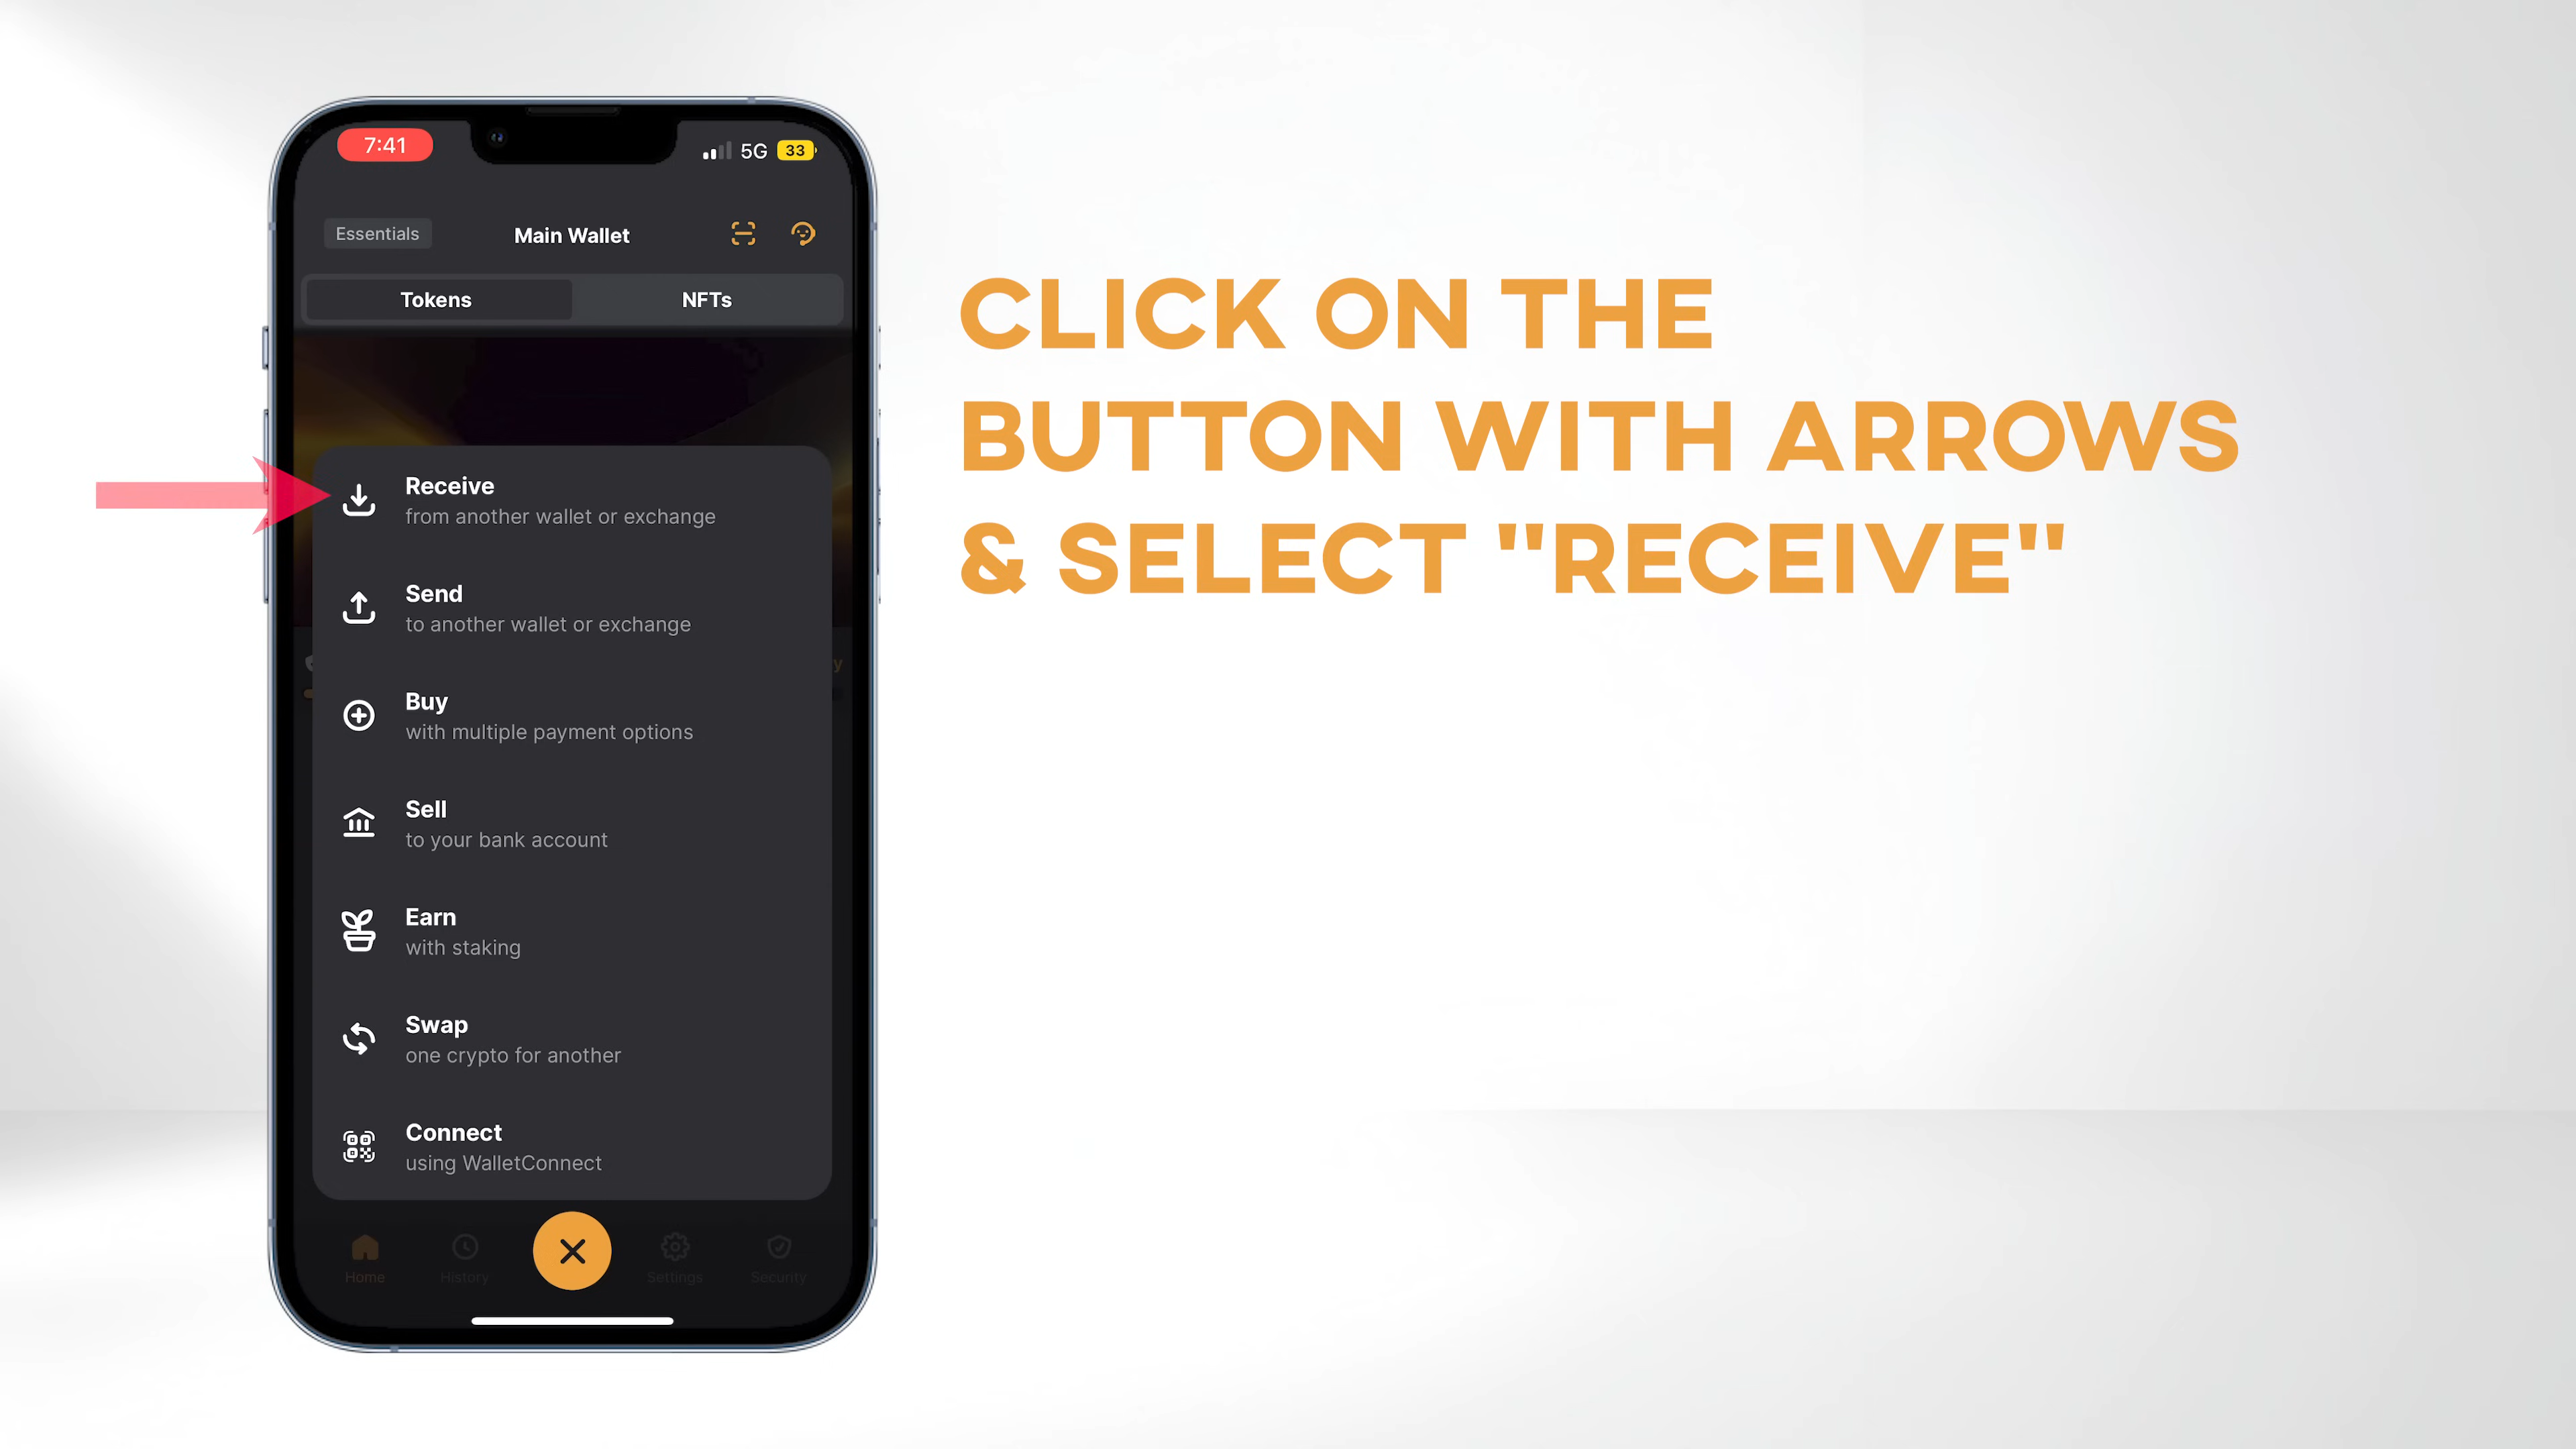 7:41
5G 33
Essentials
Main Wallet
Tokens
NFTs
Receive
from another wallet or exchange
Send
to another wallet or exchange
y
Buy
with multiple payment options
Sell
to your bank account
Earn
with staking
Swap
one crypto for another
Connect
using WalletConnect
Home
History
Settings
Security
CLICK ON THE
BUTTON WITH ARROWS
& SELECT "RECEIVE"